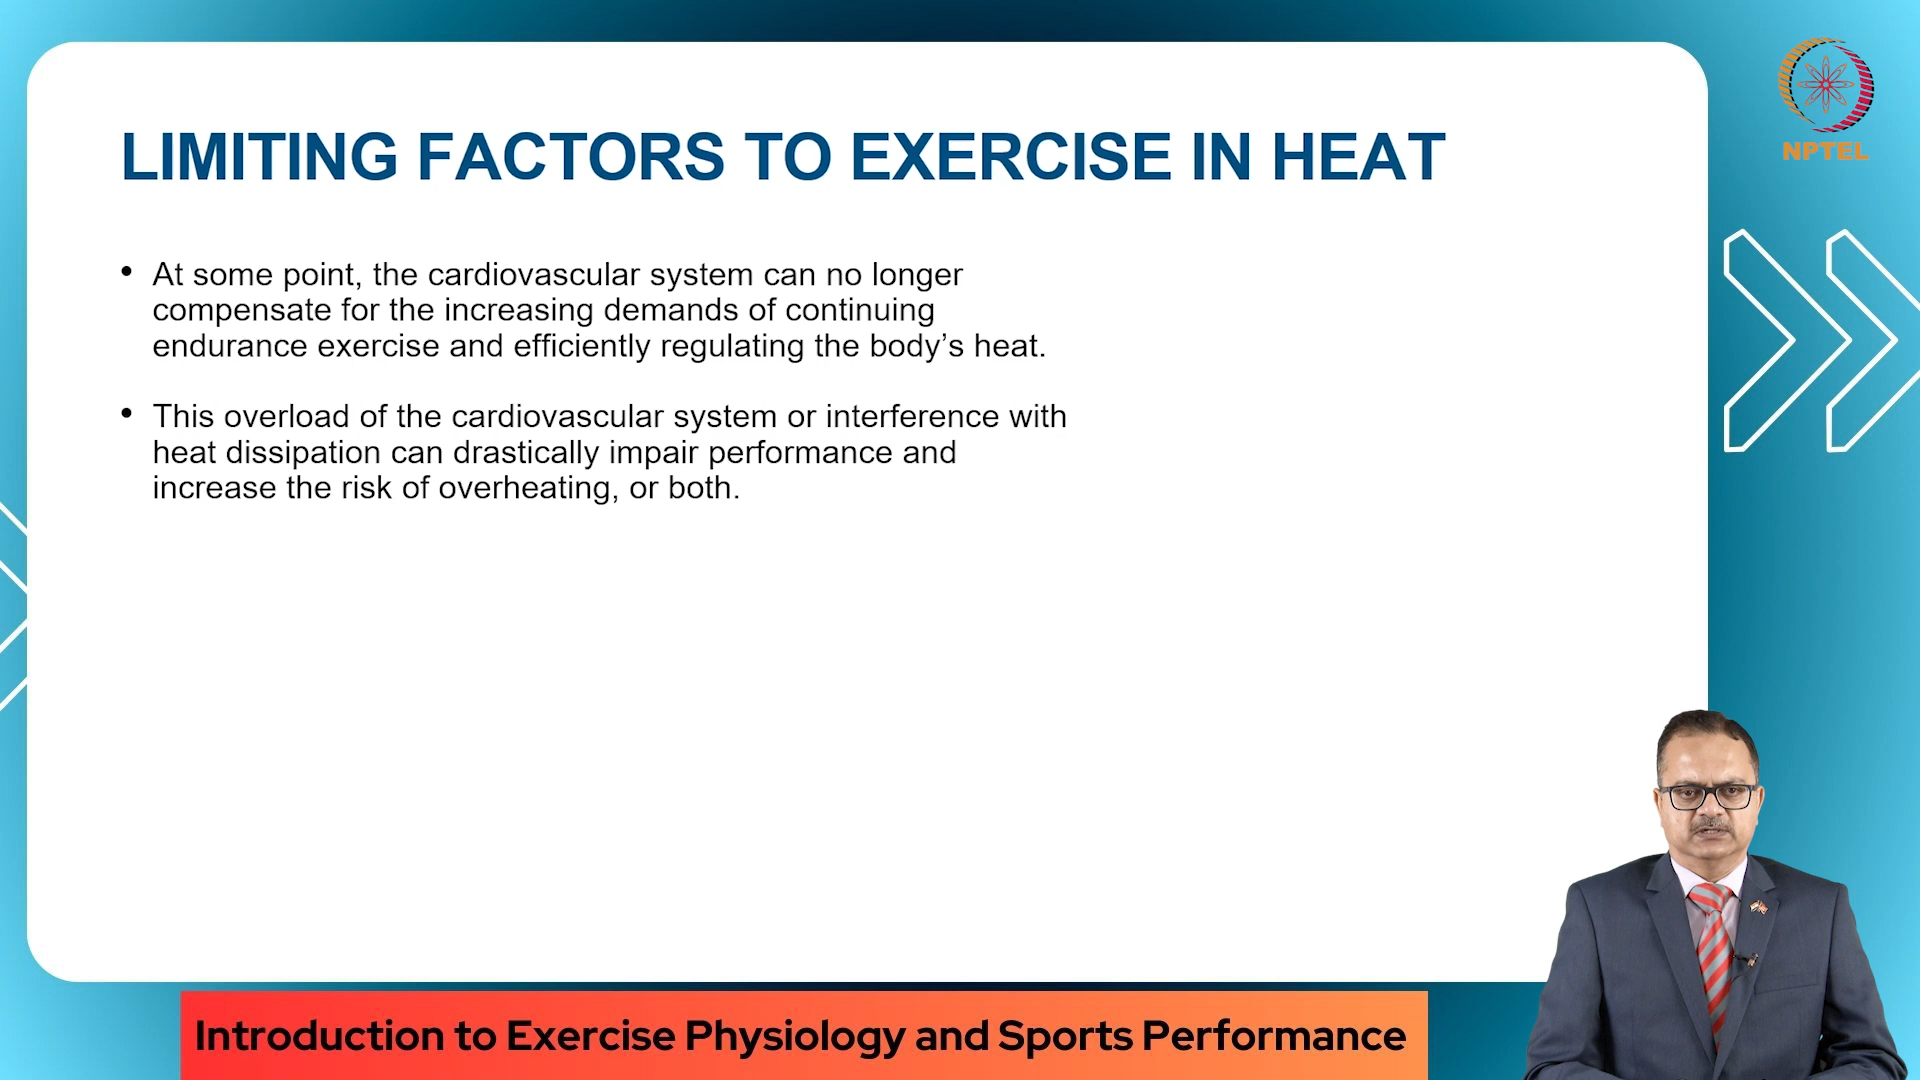 LIMITING FACTORS TO EXERCISE IN HEAT
NPTEL
• At some point, the cardiovascular system can no longer
compensate for the increasing demands of continuing
endurance exercise and efficiently regulating the body’s heat.
• This overload of the cardiovascular system or interference with
heat dissipation can drastically impair performance and
increase the risk of overheating, or both.
Introduction to Exercise Physiology and Sports Performance